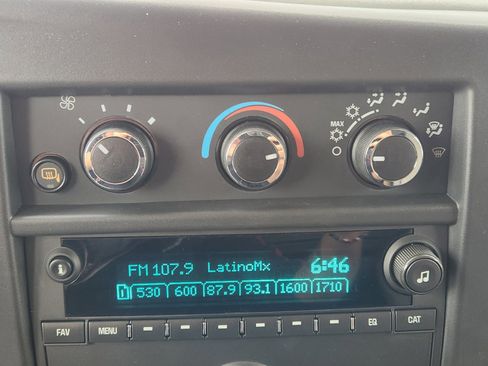 MAX
FM 107.9 LatinoMx 6:46
1 530 600 87.9 93.1 1600 1710
FAV MENU EQ CAT